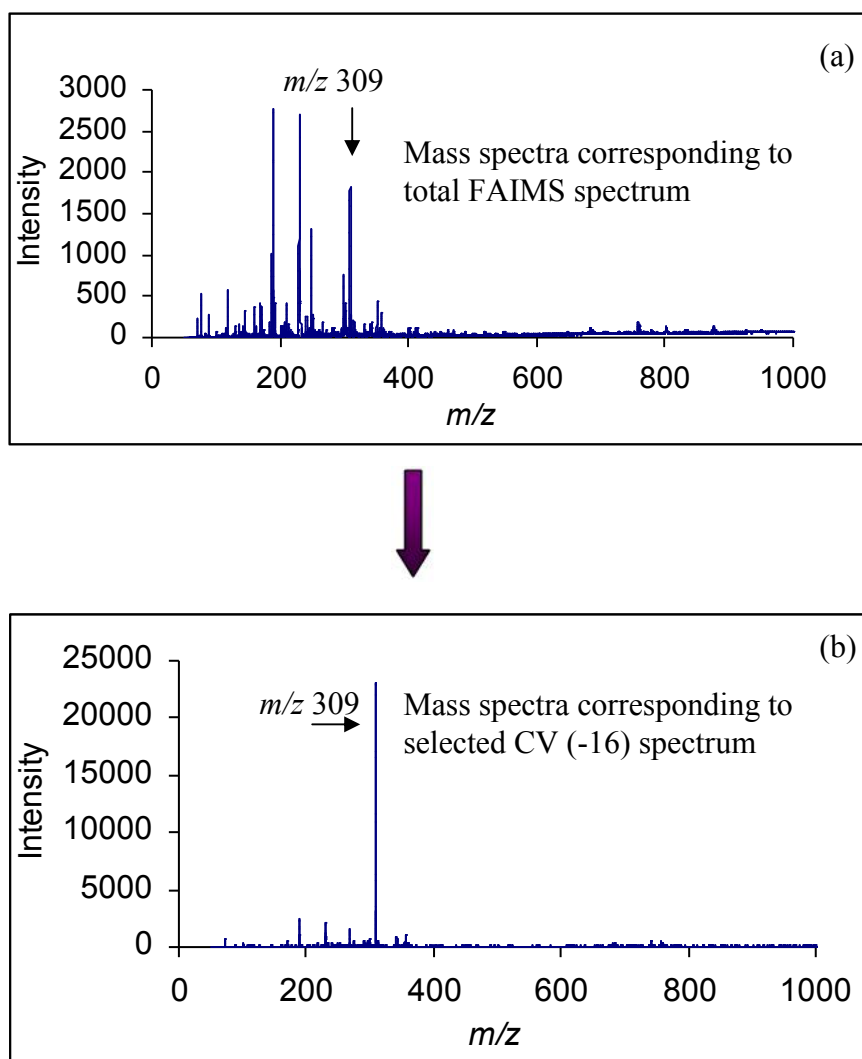 (a)
m/z 309
Mass spectra corresponding to
total FAIMS spectrum
Intensity
3000
2500
2000
1500
1000
500
0
0 200 400 600 800 1000
m/z
(b)
m/z 309
Mass spectra corresponding to
selected CV (-16) spectrum
Intensity
25000
20000
15000
10000
5000
0
0 200 400 600 800 1000
m/z